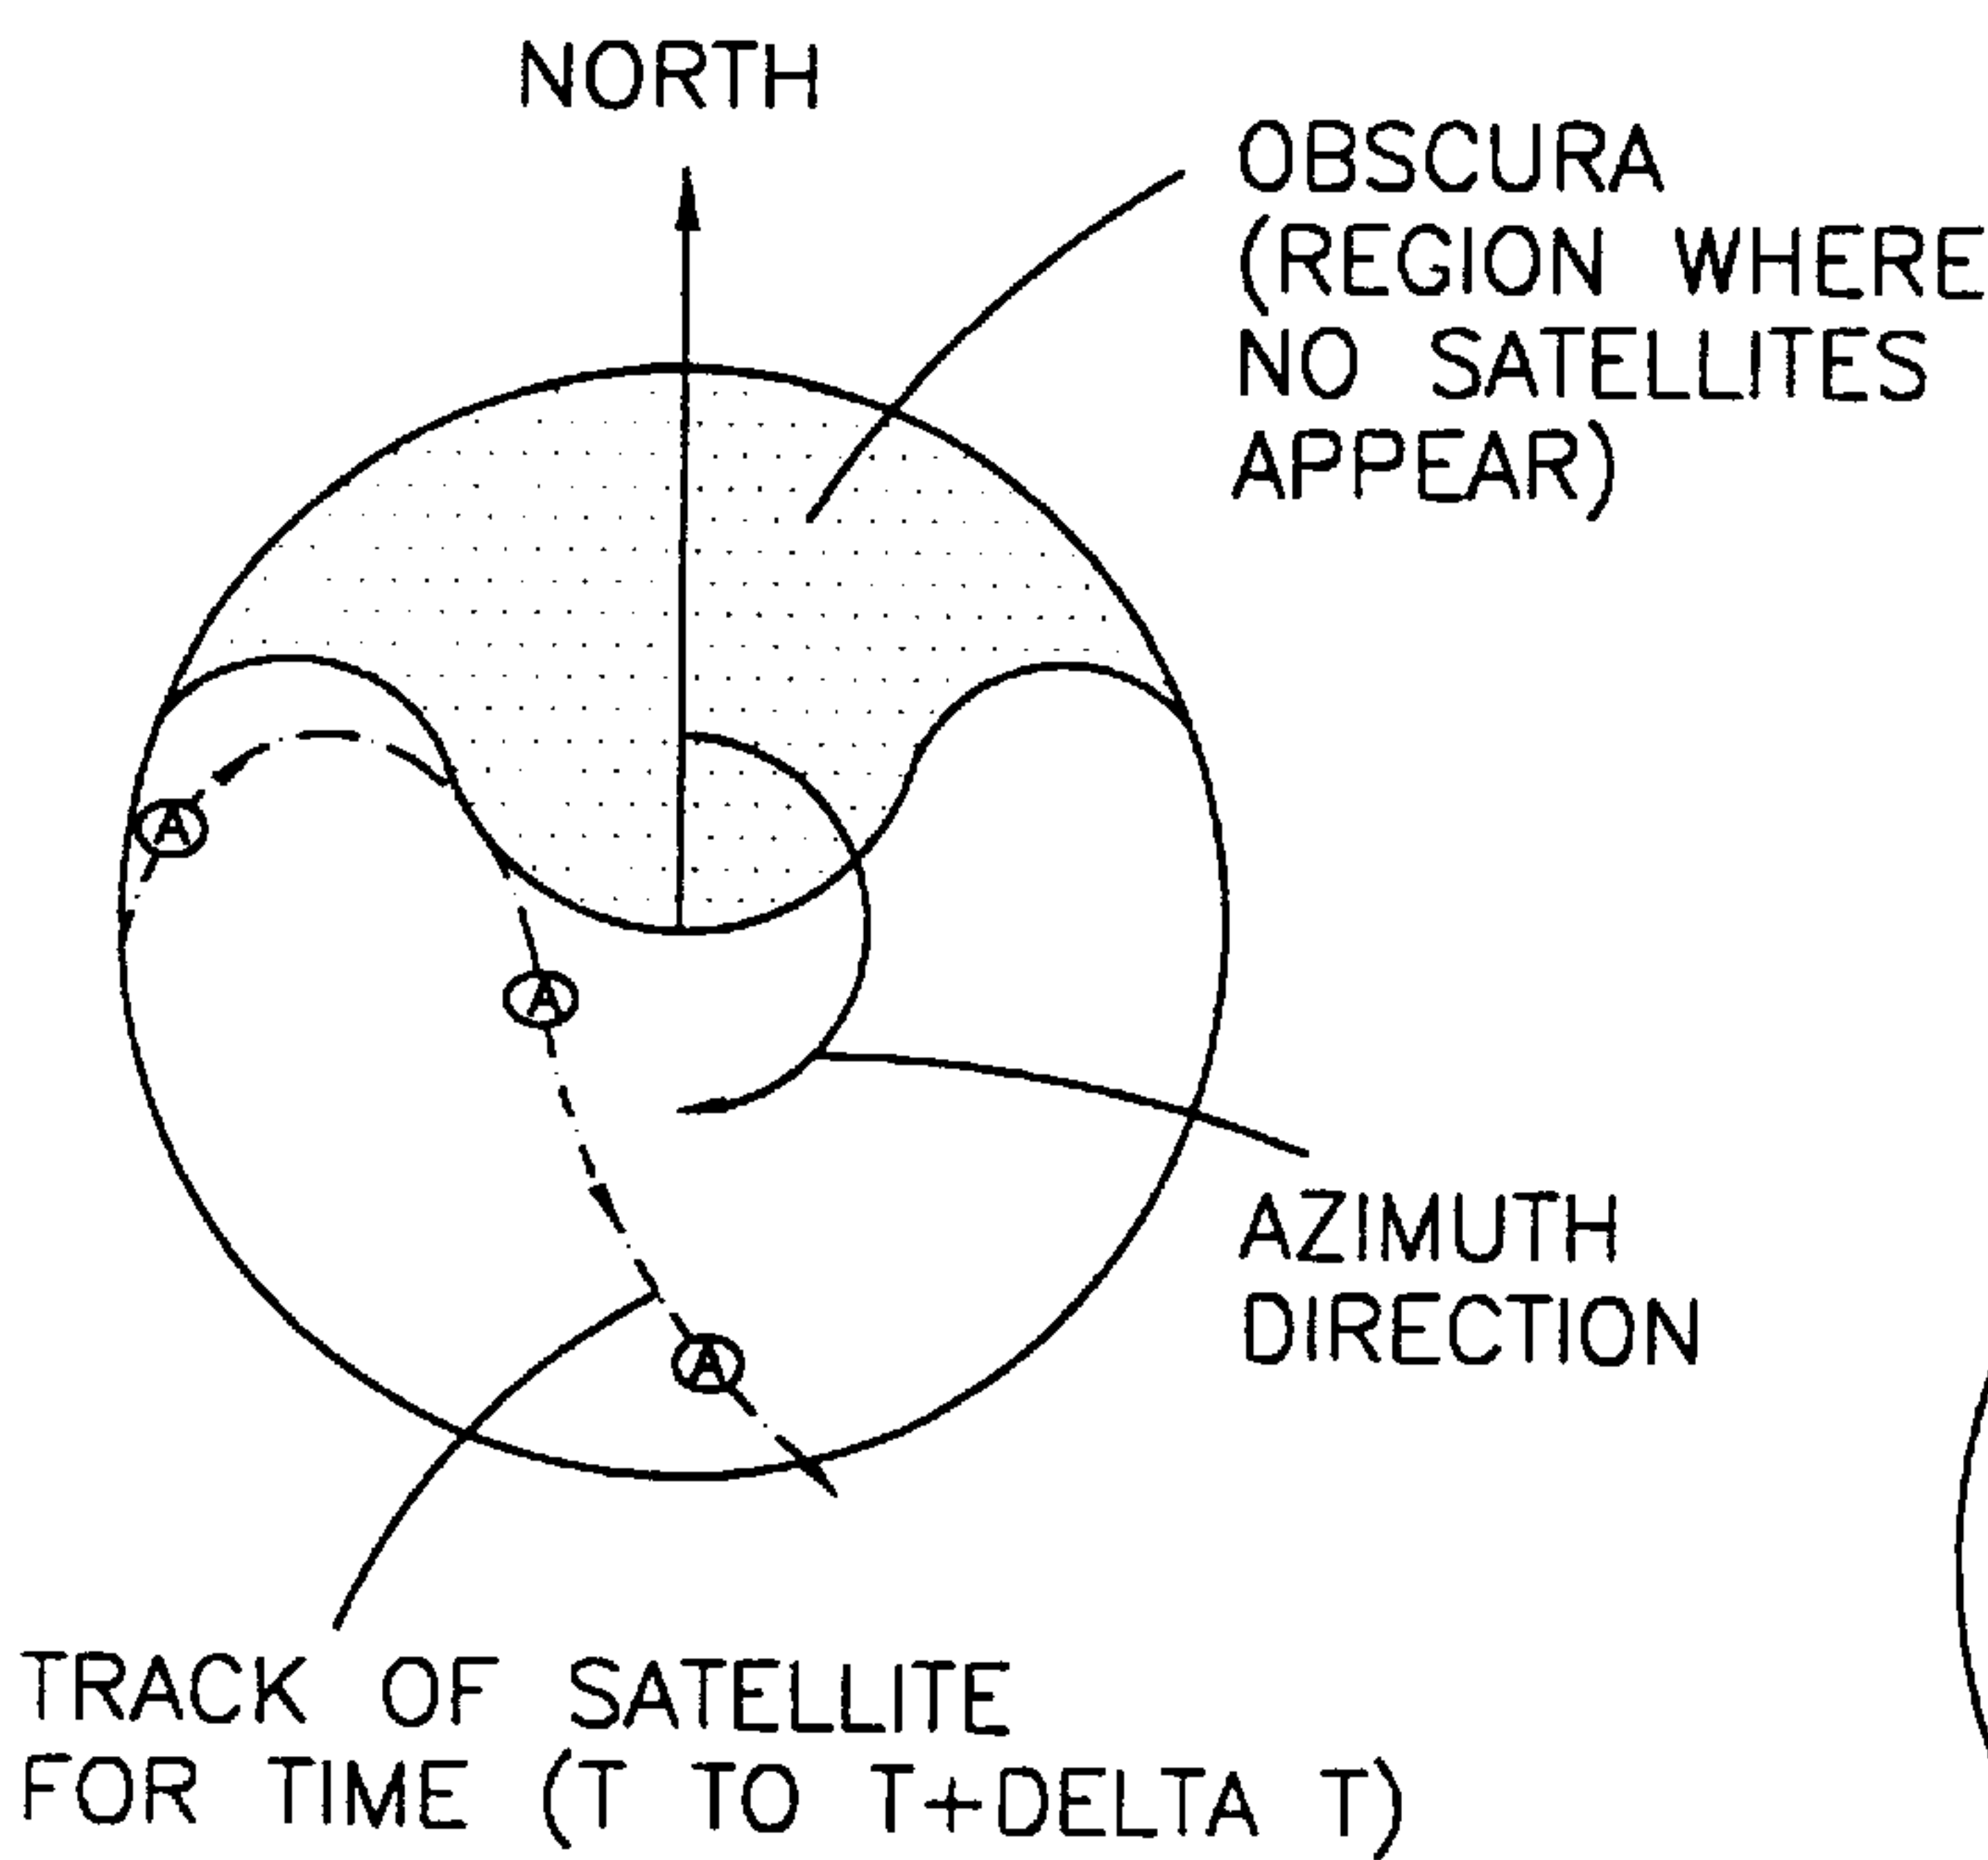 NORTH
OBSCURA
(REGION WHERE
NO SATELLITES
APPEAR)
A
A
A
AZIMUTH
DIRECTION
TRACK OF SATELLITE
FOR TIME (T TO T+DELTA T)